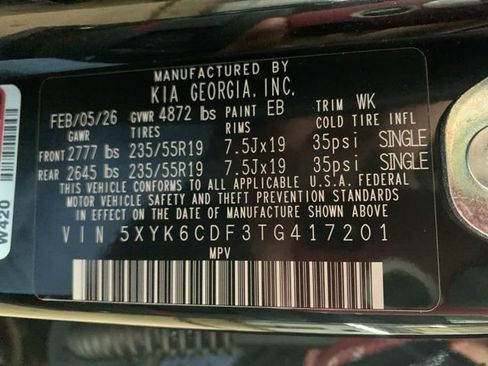 MANUFACTURED BY
KIA GEORGIA, INC.
FEB/05/26 GVWR 4872 lbs PAINT EB TRIM WK
GAWR TIRES RIMS COLD TIRE INFL
FRONT 2777 lbs 235/55R19 7.5Jx19 35psi SINGLE
REAR 2645 lbs 235/55R19 7.5Jx19 35psi SINGLE
THIS VEHICLE CONFORMS TO ALL APPLICABLE U.S.A. FEDERAL
MOTOR VEHICLE SAFETY, BUMPER, AND THEFT PREVENTION
STANDARDS IN EFFECT ON THE DATE OF MANUFACTURE SHOWN ABOVE.
VIN 5XYK6CDF3TG417201
MPV
W420